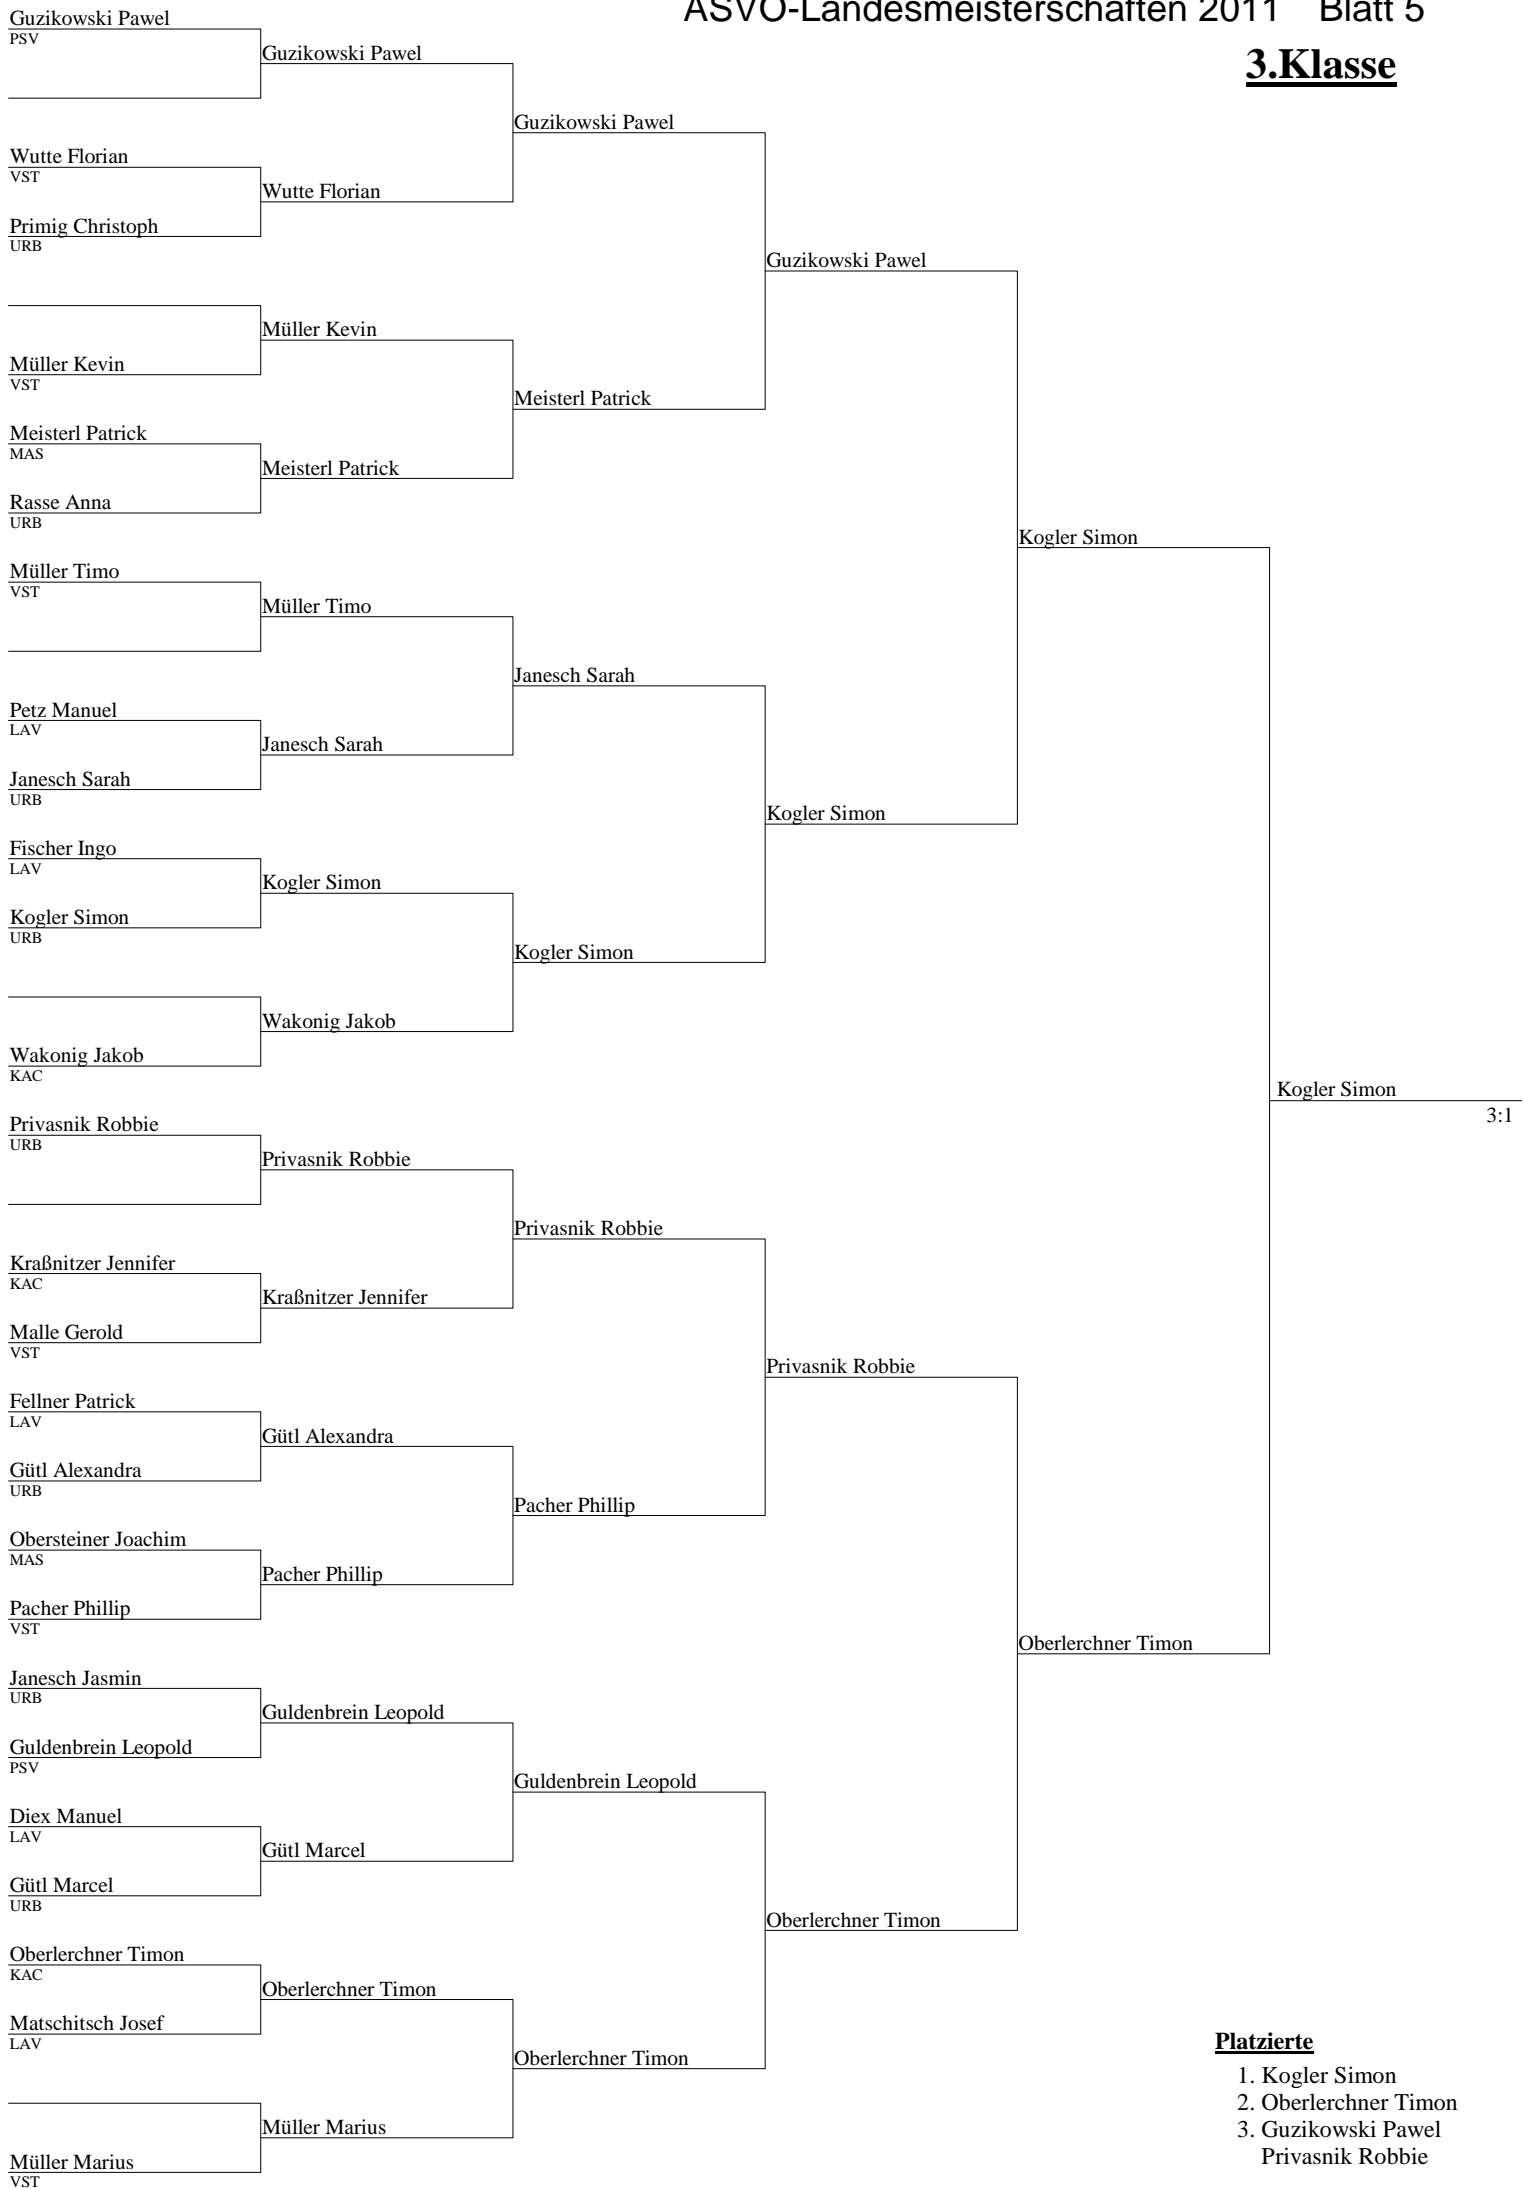 ASVÖ-Landesmeisterschaften 2011 Blatt 5
3.Klasse
Guzikowski Pawel
PSV
Wutte Florian
VST
Primig Christoph
URB
Müller Kevin
VST
Meisterl Patrick
MAS
Rasse Anna
URB
Müller Timo
VST
Petz Manuel
LAV
Janesch Sarah
URB
Fischer Ingo
LAV
Kogler Simon
URB
Wakonig Jakob
KAC
Privasnik Robbie
URB
Kraßnitzer Jennifer
KAC
Malle Gerold
VST
Fellner Patrick
LAV
Gütl Alexandra
URB
Obersteiner Joachim
MAS
Pacher Phillip
VST
Janesch Jasmin
URB
Guldenbrein Leopold
PSV
Diex Manuel
LAV
Gütl Marcel
URB
Oberlerchner Timon
KAC
Matschitsch Josef
LAV
Müller Marius
VST
Guzikowski Pawel
Wutte Florian
Müller Kevin
Meisterl Patrick
Müller Timo
Janesch Sarah
Kogler Simon
Wakonig Jakob
Privasnik Robbie
Kraßnitzer Jennifer
Gütl Alexandra
Pacher Phillip
Guldenbrein Leopold
Gütl Marcel
Oberlerchner Timon
Müller Marius
Guzikowski Pawel
Meisterl Patrick
Janesch Sarah
Kogler Simon
Privasnik Robbie
Pacher Phillip
Guldenbrein Leopold
Oberlerchner Timon
Guzikowski Pawel
Kogler Simon
Privasnik Robbie
Oberlerchner Timon
Kogler Simon
Oberlerchner Timon
Kogler Simon
3:1
Platzierte
1. Kogler Simon
2. Oberlerchner Timon
3. Guzikowski Pawel
Privasnik Robbie